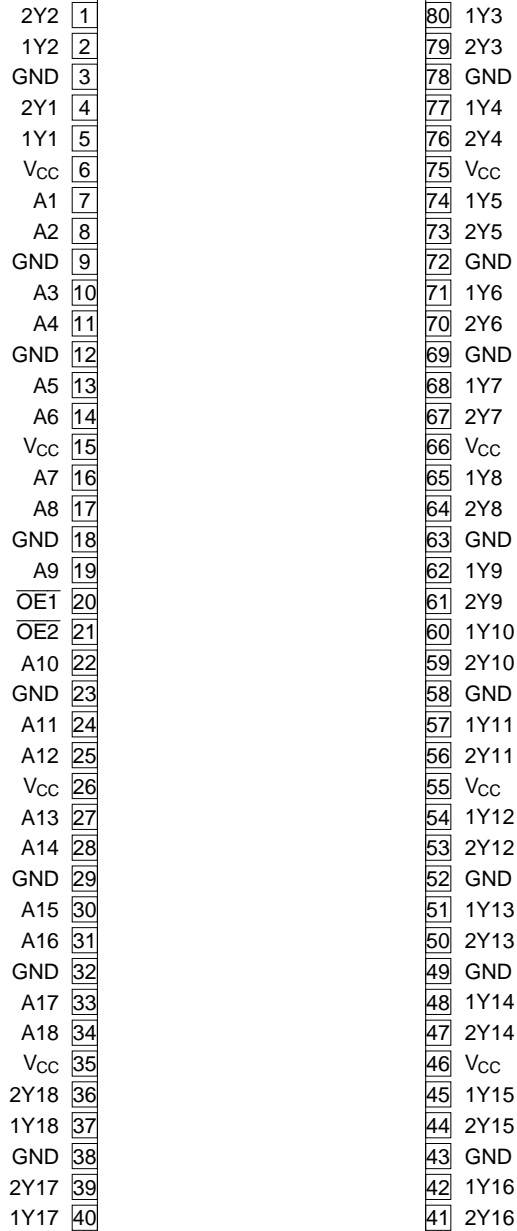 2Y2 1 80 1Y3
1Y2 2 79 2Y3
GND 3 78 GND
2Y1 4 77 1Y4
1Y1 5 76 2Y4
VCC 6 75 VCC
A1 7 74 1Y5
A2 8 73 2Y5
GND 9 72 GND
A3 10 71 1Y6
A4 11 70 2Y6
GND 12 69 GND
A5 13 68 1Y7
A6 14 67 2Y7
VCC 15 66 VCC
A7 16 65 1Y8
A8 17 64 2Y8
GND 18 63 GND
A9 19 62 1Y9
OE1 20 61 2Y9
OE2 21 60 1Y10
A10 22 59 2Y10
GND 23 58 GND
A11 24 57 1Y11
A12 25 56 2Y11
VCC 26 55 VCC
A13 27 54 1Y12
A14 28 53 2Y12
GND 29 52 GND
A15 30 51 1Y13
A16 31 50 2Y13
GND 32 49 GND
A17 33 48 1Y14
A18 34 47 2Y14
VCC 35 46 VCC
2Y18 36 45 1Y15
1Y18 37 44 2Y15
GND 38 43 GND
2Y17 39 42 1Y16
1Y17 40 41 2Y16